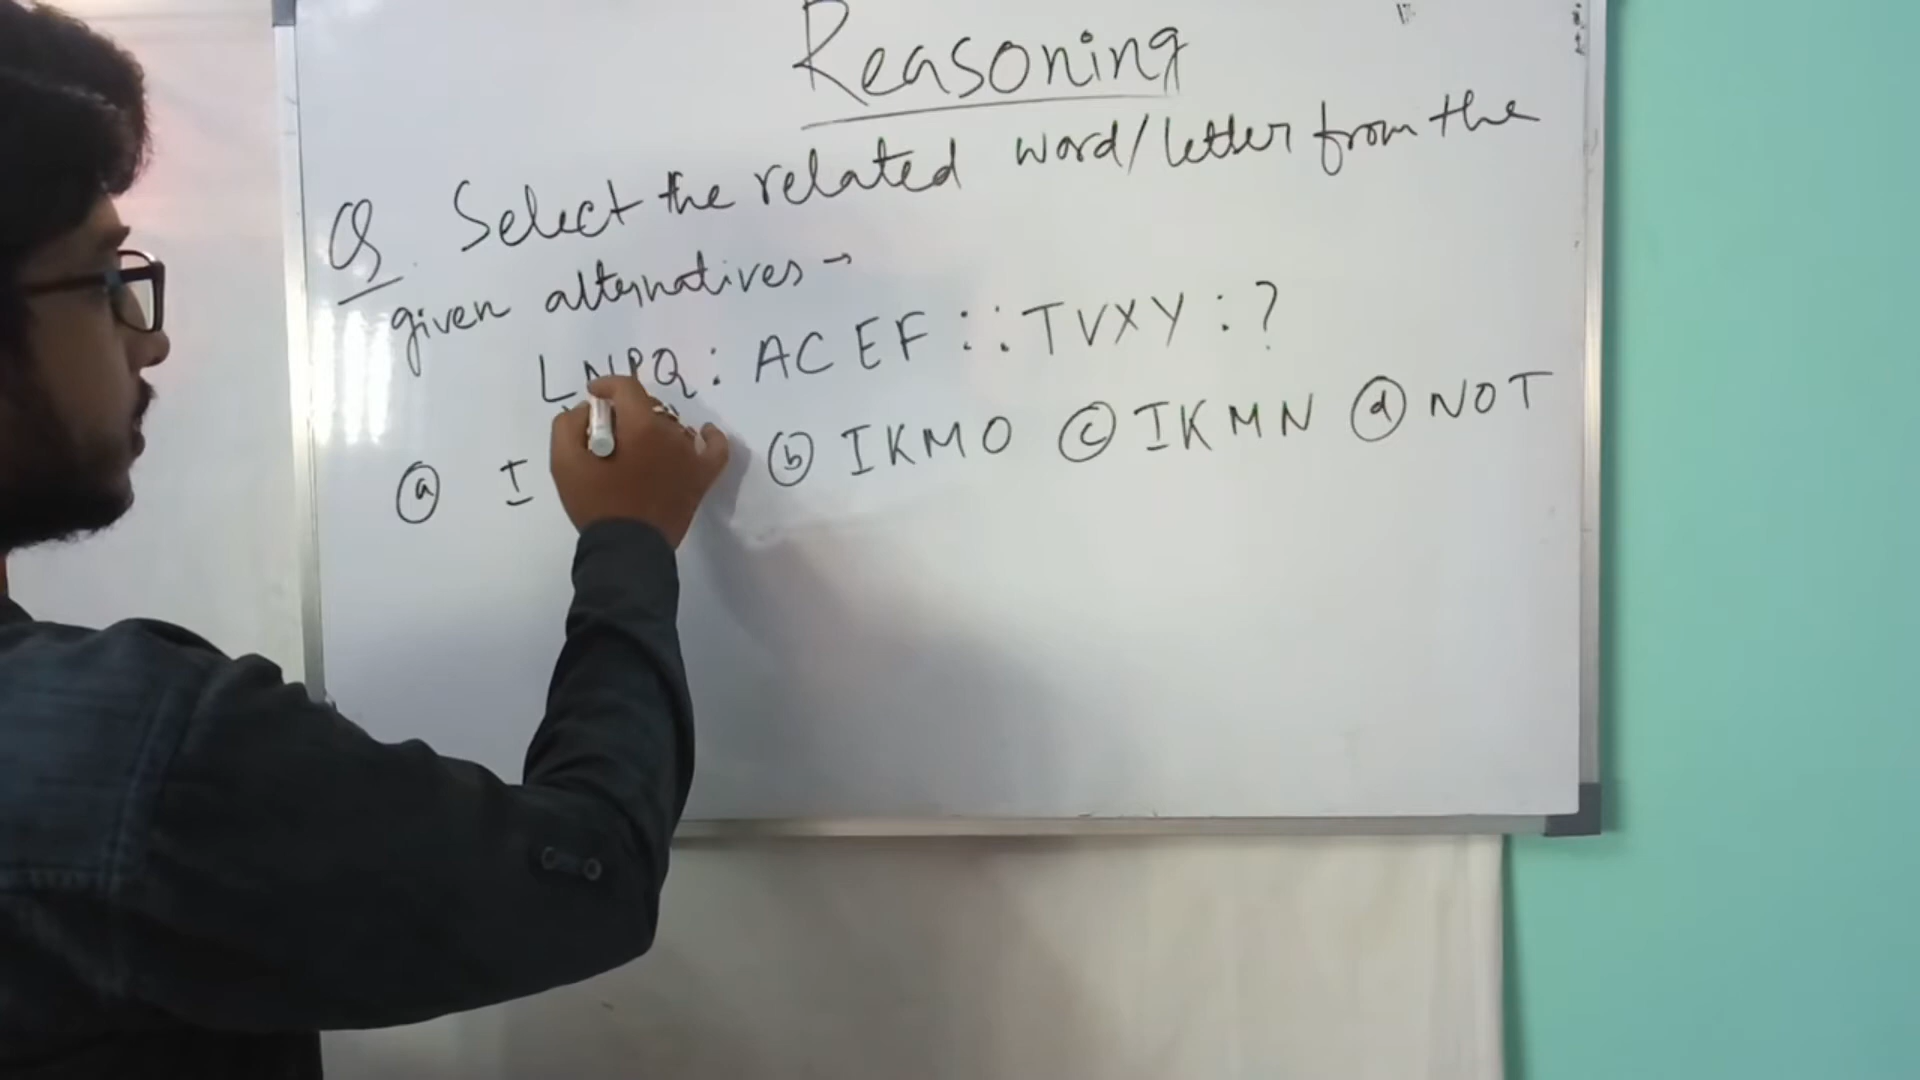 Reasoning
Q. Select the related word/letter from the
given alternatives →
LNPQ : ACEF : : TVXY : ?
(a) I (b) IKMO (c) IKMN (d) NOT